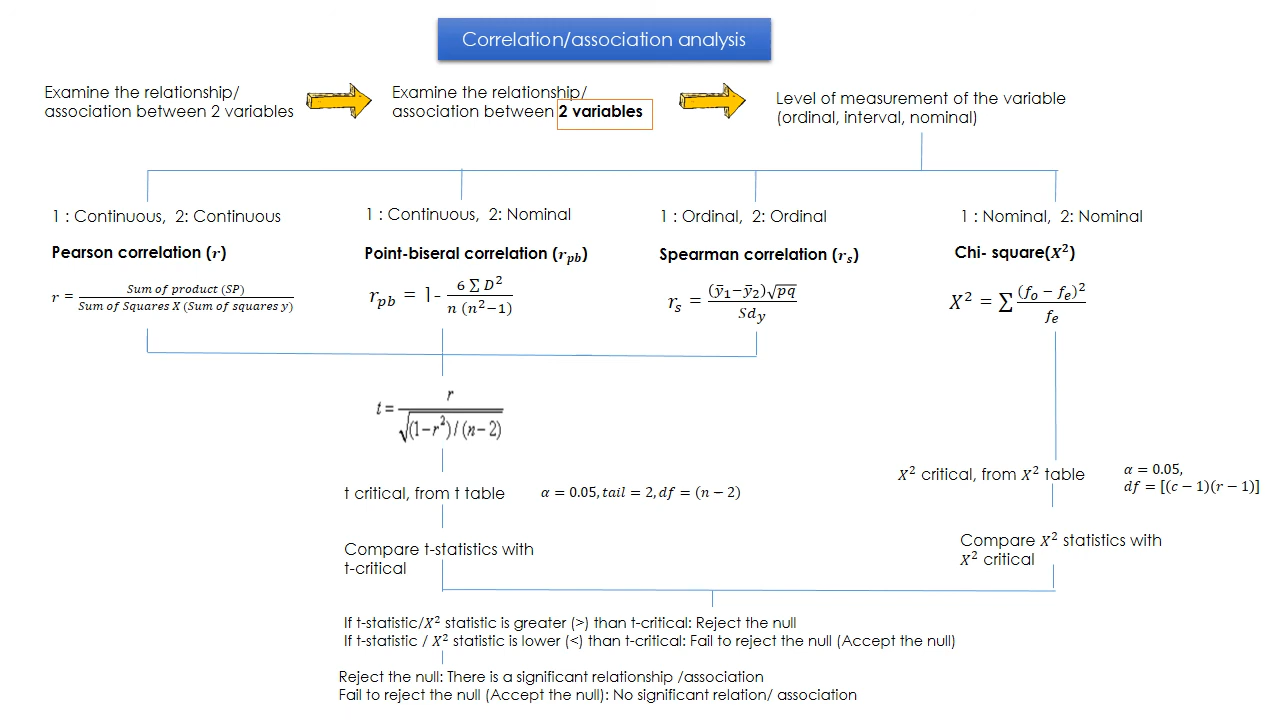 Correlation/association analysis
Examine the relationship/
association between 2 variables
Examine the relationship/
association between 2 variables
Level of measurement of the variable
(ordinal, interval, nominal)
1 : Continuous, 2: Continuous
Pearson correlation (r)
r = Sum of product (SP) / Sum of Squares X (Sum of squares y)
1 : Continuous, 2: Nominal
Point-biseral correlation (r_pb)
r_pb = 1- 6 ∑ D² / n (n²−1)
1 : Ordinal, 2: Ordinal
Spearman correlation (r_s)
r_s = (ȳ₁−ȳ₂)√pq / Sd_y
1 : Nominal, 2: Nominal
Chi- square(X²)
X² = ∑ (f_o − f_e)² / f_e
t = r / √(1−r²)/(n−2)
t critical, from t table
α = 0.05, tail = 2, df = (n − 2)
X² critical, from X² table
α = 0.05,
df = [(c − 1)(r − 1)]
Compare t-statistics with
t-critical
Compare X² statistics with
X² critical
If t-statistic/X² statistic is greater (>) than t-critical: Reject the null
If t-statistic / X² statistic is lower (<) than t-critical: Fail to reject the null (Accept the null)
Reject the null: There is a significant relationship /association
Fail to reject the null (Accept the null): No significant relation/ association